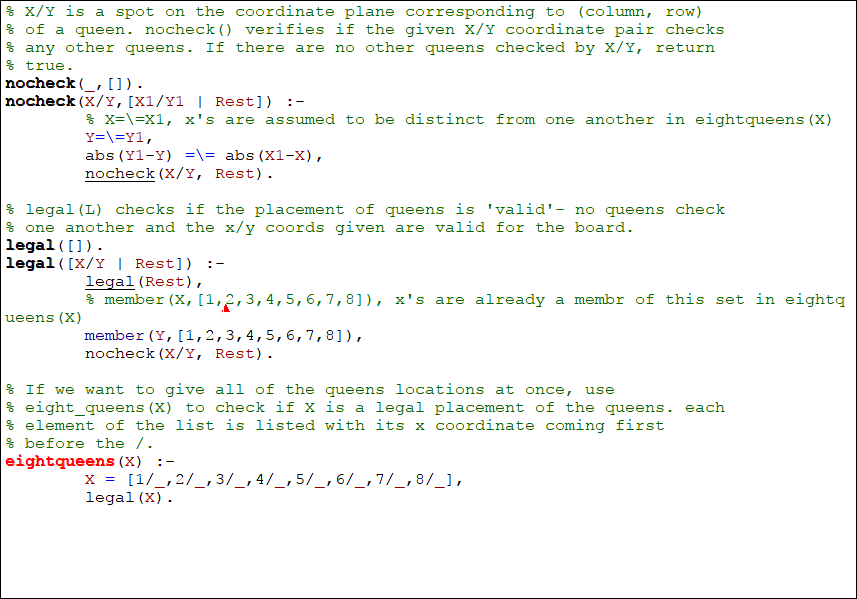 % X/Y is a spot on the coordinate plane corresponding to (column, row)
% of a queen. nocheck() verifies if the given X/Y coordinate pair checks
% any other queens. If there are no other queens checked by X/Y, return
% true.
nocheck(_,[]).
nocheck(X/Y,[X1/Y1 | Rest]) :-
        % X=\=X1, x's are assumed to be distinct from one another in eightqueens(X)
        Y=\=Y1,
        abs(Y1-Y) =\= abs(X1-X),
        nocheck(X/Y, Rest).

% legal(L) checks if the placement of queens is 'valid'- no queens check
% one another and the x/y coords given are valid for the board.
legal([]).
legal([X/Y | Rest]) :-
        legal(Rest),
        % member(X,[1,2,3,4,5,6,7,8]), x's are already a membr of this set in eightq
ueens(X)
        member(Y,[1,2,3,4,5,6,7,8]),
        nocheck(X/Y, Rest).

% If we want to give all of the queens locations at once, use
% eight_queens(X) to check if X is a legal placement of the queens. each
% element of the list is listed with its x coordinate coming first
% before the /.
eightqueens(X) :-
        X = [1/_,2/_,3/_,4/_,5/_,6/_,7/_,8/_],
        legal(X).